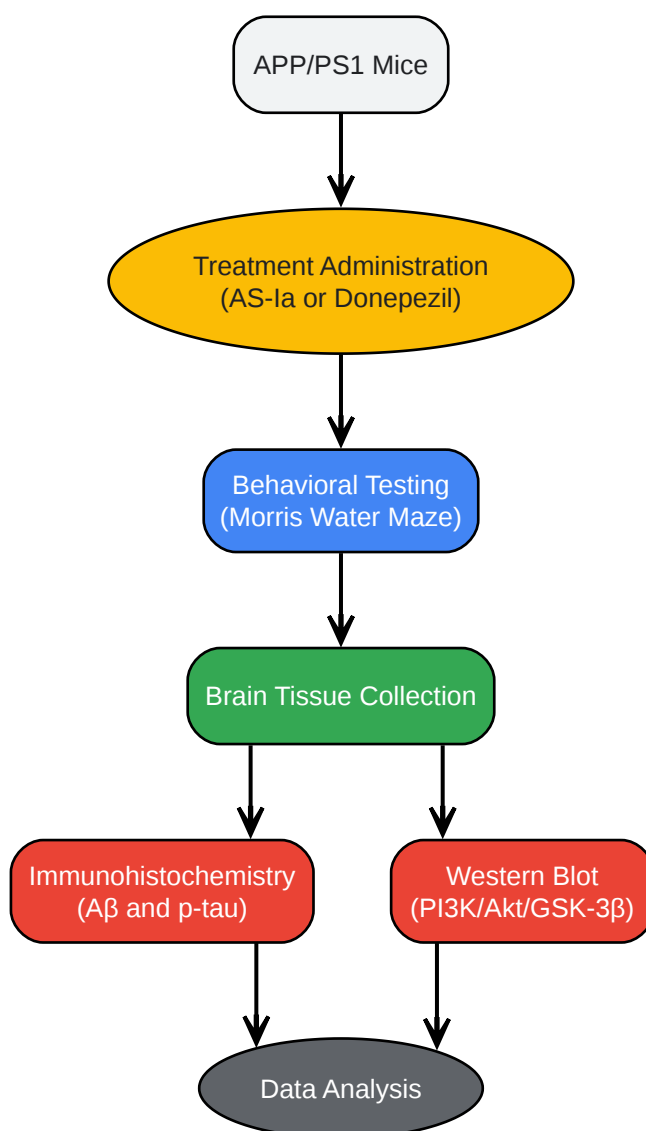 APP/PS1 Mice
Treatment Administration
(AS-Ia or Donepezil)
Behavioral Testing
(Morris Water Maze)
Brain Tissue Collection
Immunohistochemistry
(Aβ and p-tau)
Western Blot
(PI3K/Akt/GSK-3β)
Data Analysis